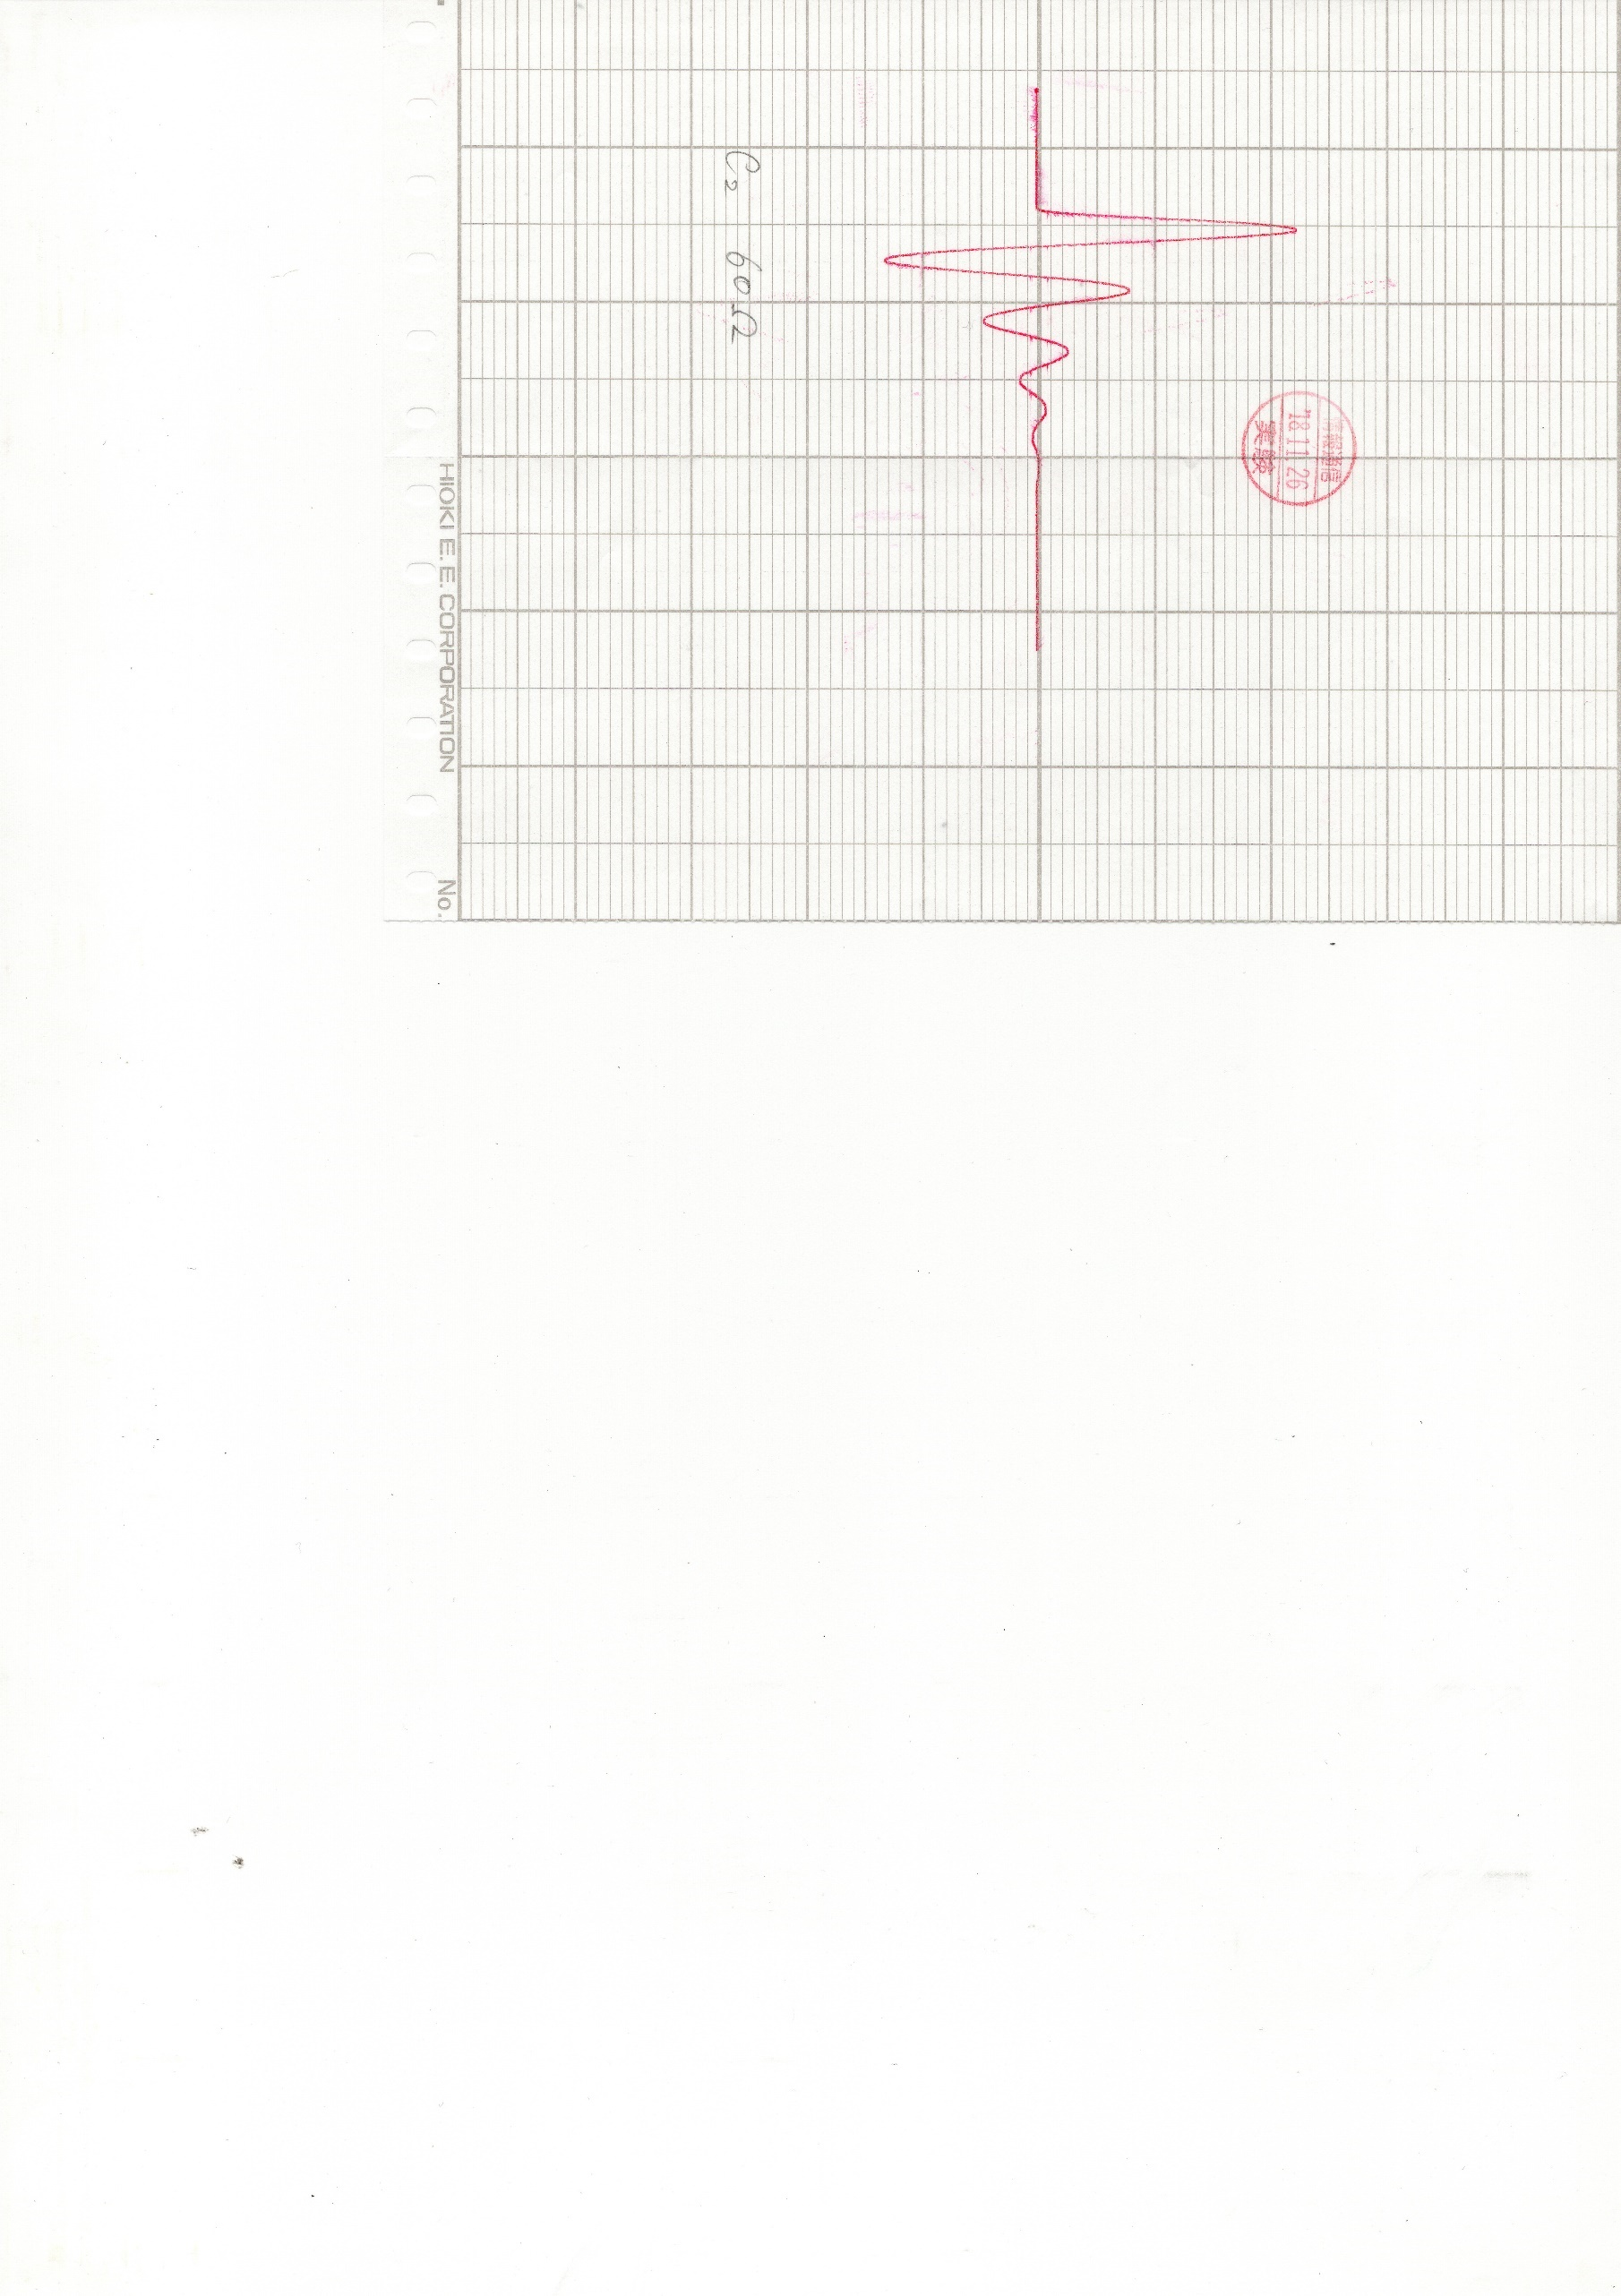 C₂ 60Ω
'18.11.26
実験
HIOKI E. E. CORPORATION
No.